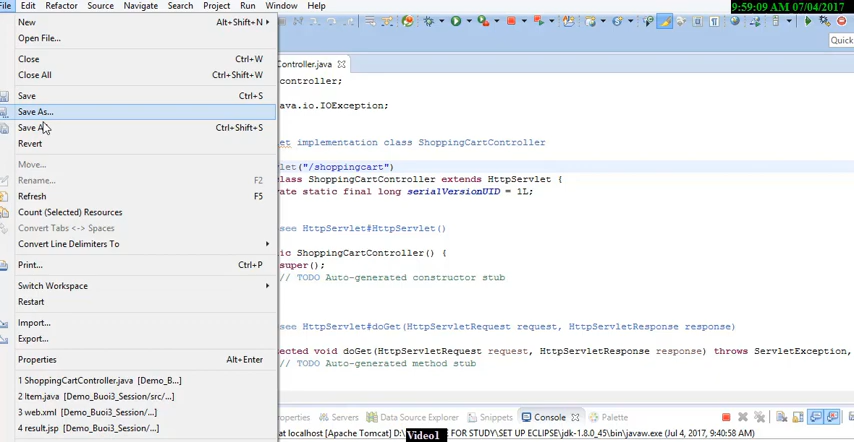 File Edit Refactor Source Navigate Search Project Run Window Help
9:59:09 AM 07/04/2017
New Alt+Shift+N
Open File...
Quick
Close Ctrl+W
Controller.java
Close All Ctrl+Shift+W
controller;
Save Ctrl+S
ava.io.IOException;
Save As...
Save A Ctrl+Shift+S
Revert
et implementation class ShoppingCartController
Move...
let("/shoppingcart")
Rename... F2
class ShoppingCartController extends HttpServlet {
Refresh F5
vate static final long serialVersionUID = 1L;
Count (Selected) Resources
Convert Tabs <-> Spaces
see HttpServlet#HttpServlet()
Convert Line Delimiters To
ic ShoppingCartController() {
Print... Ctrl+P
super();
// TODO Auto-generated constructor stub
Switch Workspace
Restart
Import...
see HttpServlet#doGet(HttpServletRequest request, HttpServletResponse response)
Export...
ected void doGet(HttpServletRequest request, HttpServletResponse response) throws ServletException,
Properties Alt+Enter
// TODO Auto-generated method stub
1 ShoppingCartController.java [Demo_B...]
2 Item.java [Demo_Buoi3_Session/src/...]
3 web.xml [Demo_Buoi3_Session/...]
operties Servers Data Source Explorer Snippets Console Palette
4 result.jsp [Demo_Buoi3_Session/...]
at localhost [Apache Tomcat] D:\ E FOR STUDY\SET UP ECLIPSE\jdk-1.8.0_45\bin\javaw.exe (Jul 4, 2017, 9:40:58 AM)
Video1